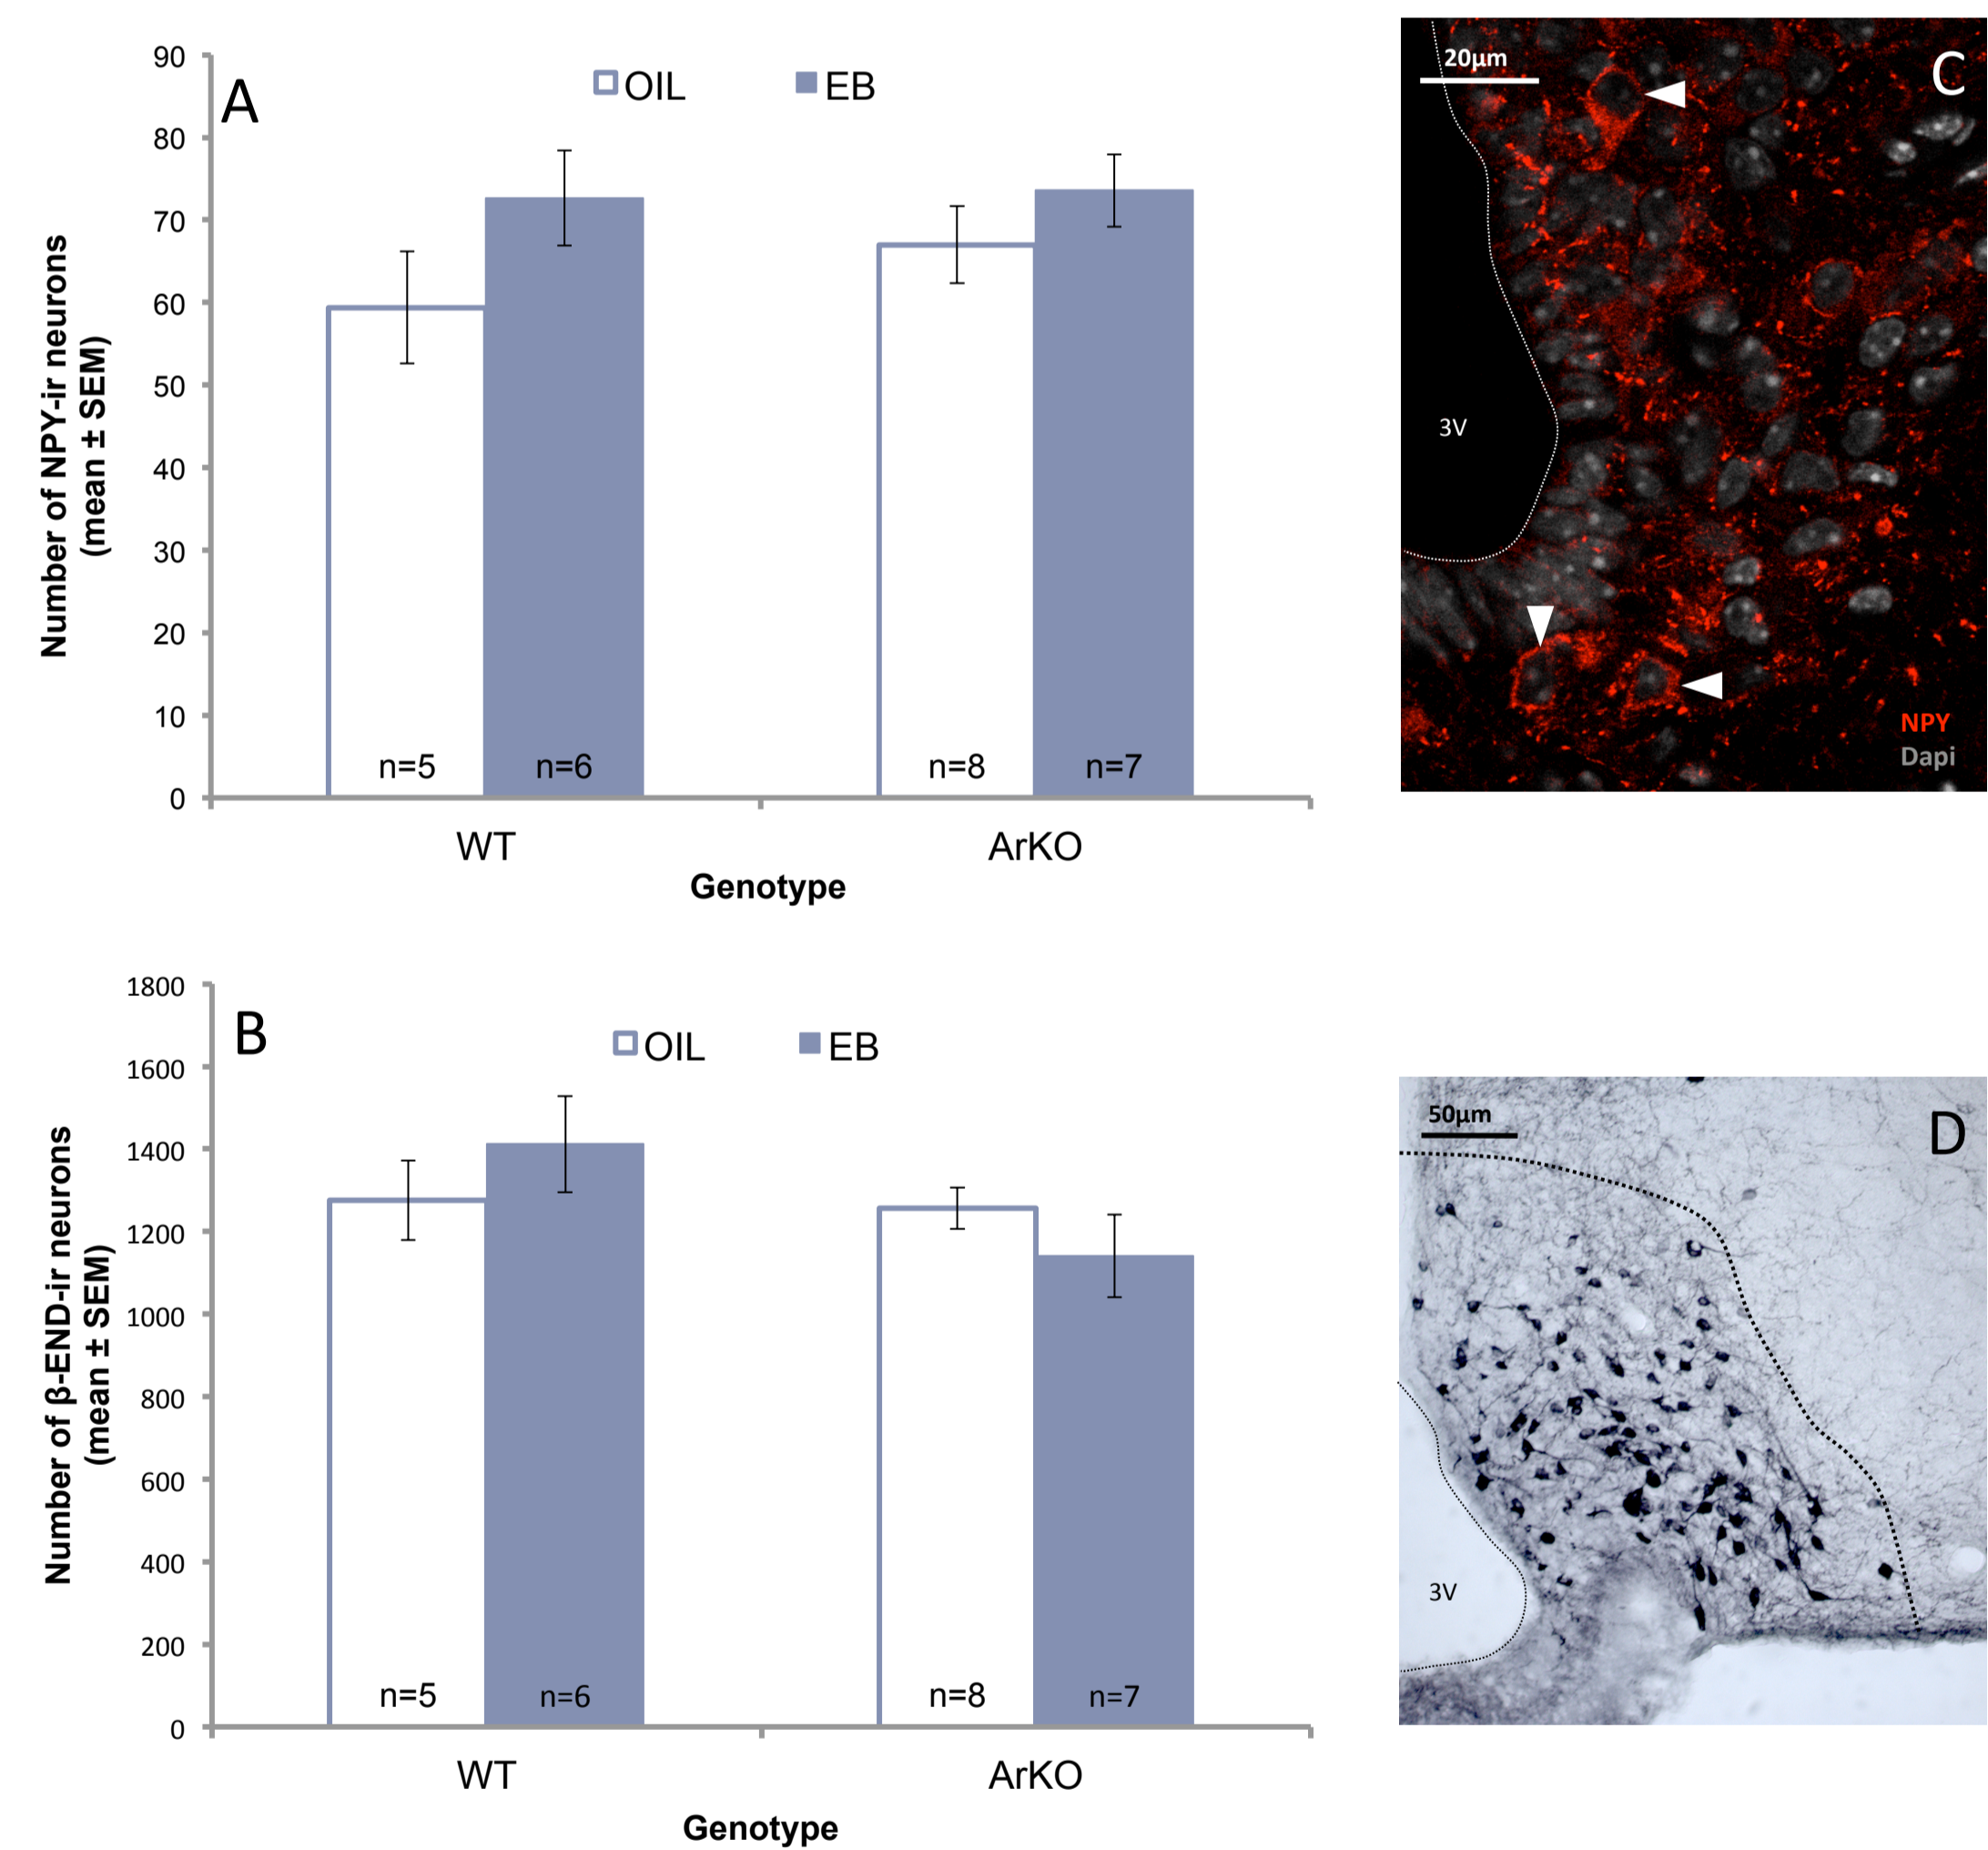 A
OIL EB
90
80
70
60
50
40
30
20
10
0
Number of NPY-ir neurons
(mean ± SEM)
n=5 n=6 n=8 n=7
WT ArKO
Genotype
20µm
C
3V
NPY
Dapi
B
OIL EB
1800
1600
1400
1200
1000
800
600
400
200
0
Number of β-END-ir neurons
(mean ± SEM)
n=5 n=6 n=8 n=7
WT ArKO
Genotype
50µm
D
3V